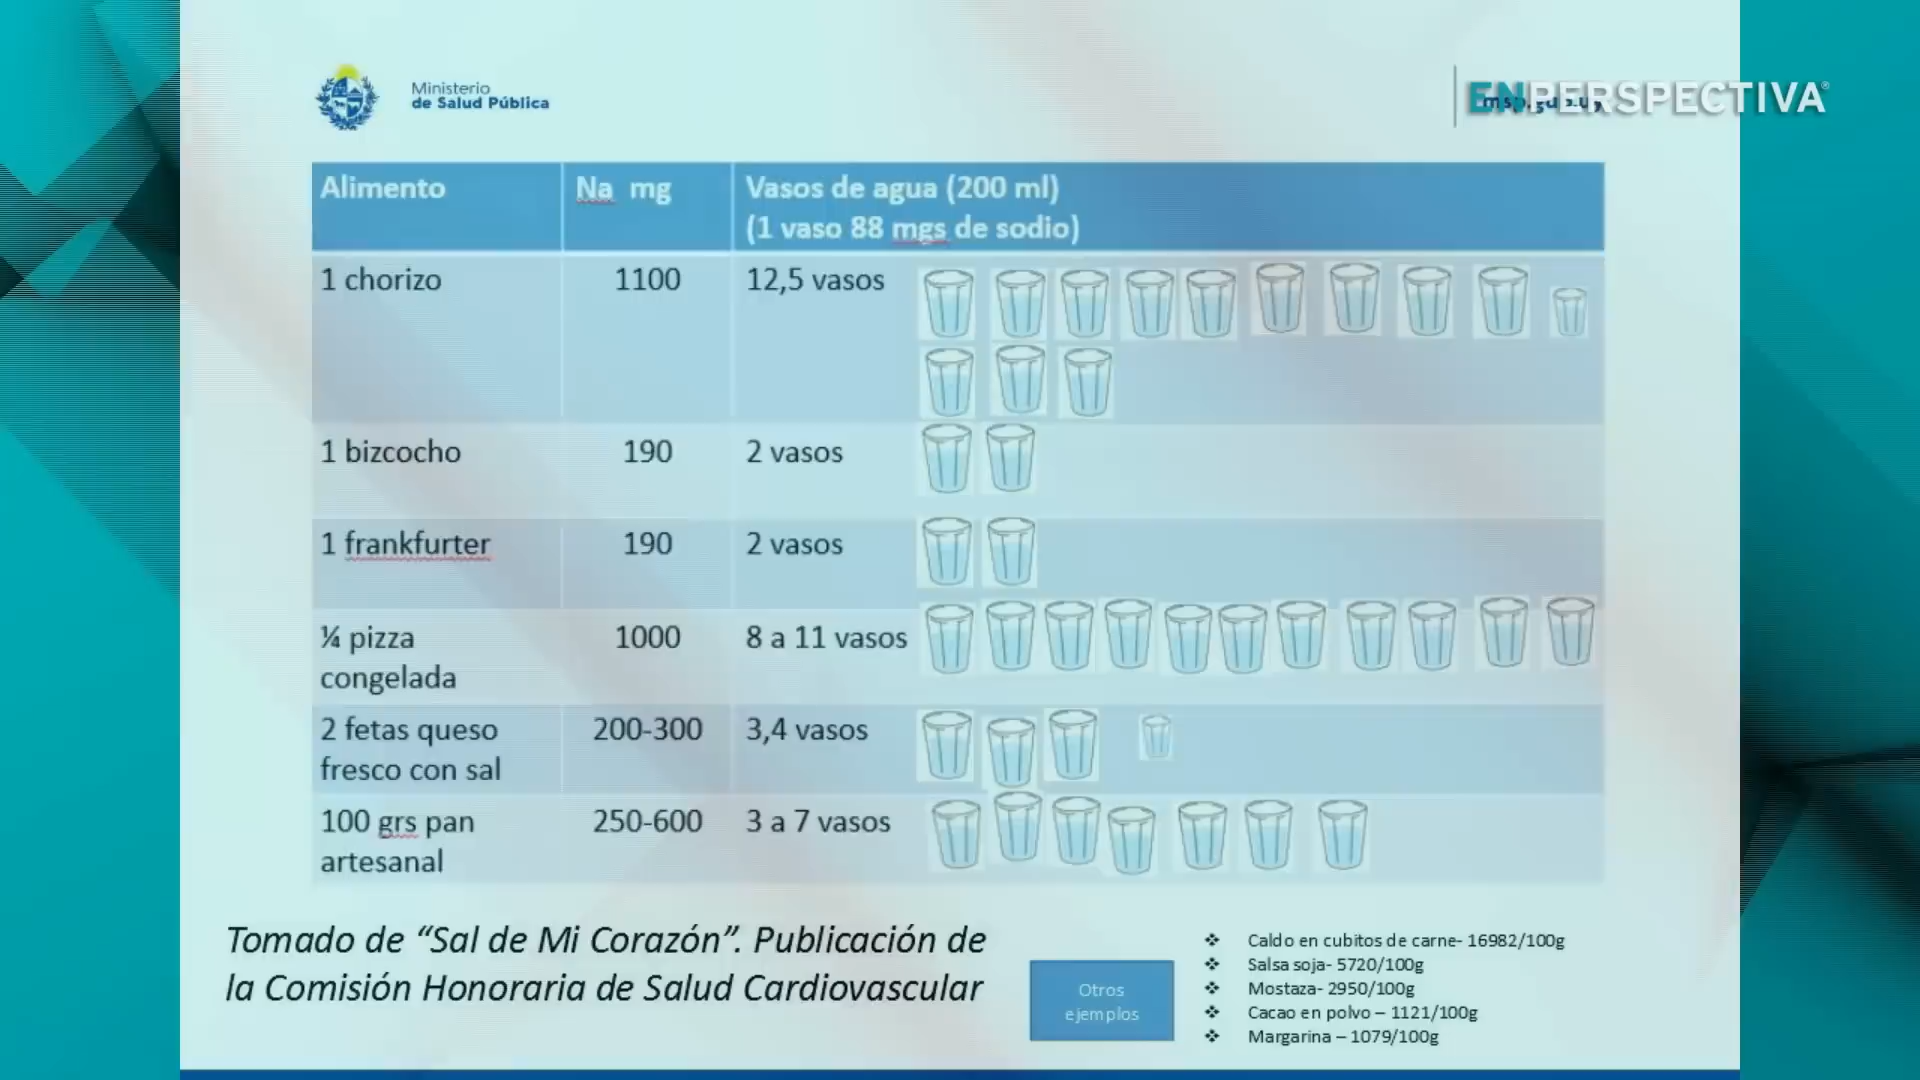 Ministerio
de Salud Pública
ENPERSPECTIVA
Alimento
Na mg
Vasos de agua (200 ml)
(1 vaso 88 mgs de sodio)
1 chorizo
1100
12,5 vasos
1 bizcocho
190
2 vasos
1 frankfurter
190
2 vasos
¼ pizza
congelada
1000
8 a 11 vasos
2 fetas queso
fresco con sal
200-300
3,4 vasos
100 grs pan
artesanal
250-600
3 a 7 vasos
Tomado de “Sal de Mi Corazón”. Publicación de
la Comisión Honoraria de Salud Cardiovascular
Otros
ejemplos
❖ Caldo en cubitos de carne- 16982/100g
❖ Salsa soja- 5720/100g
❖ Mostaza- 2950/100g
❖ Cacao en polvo – 1121/100g
❖ Margarina – 1079/100g